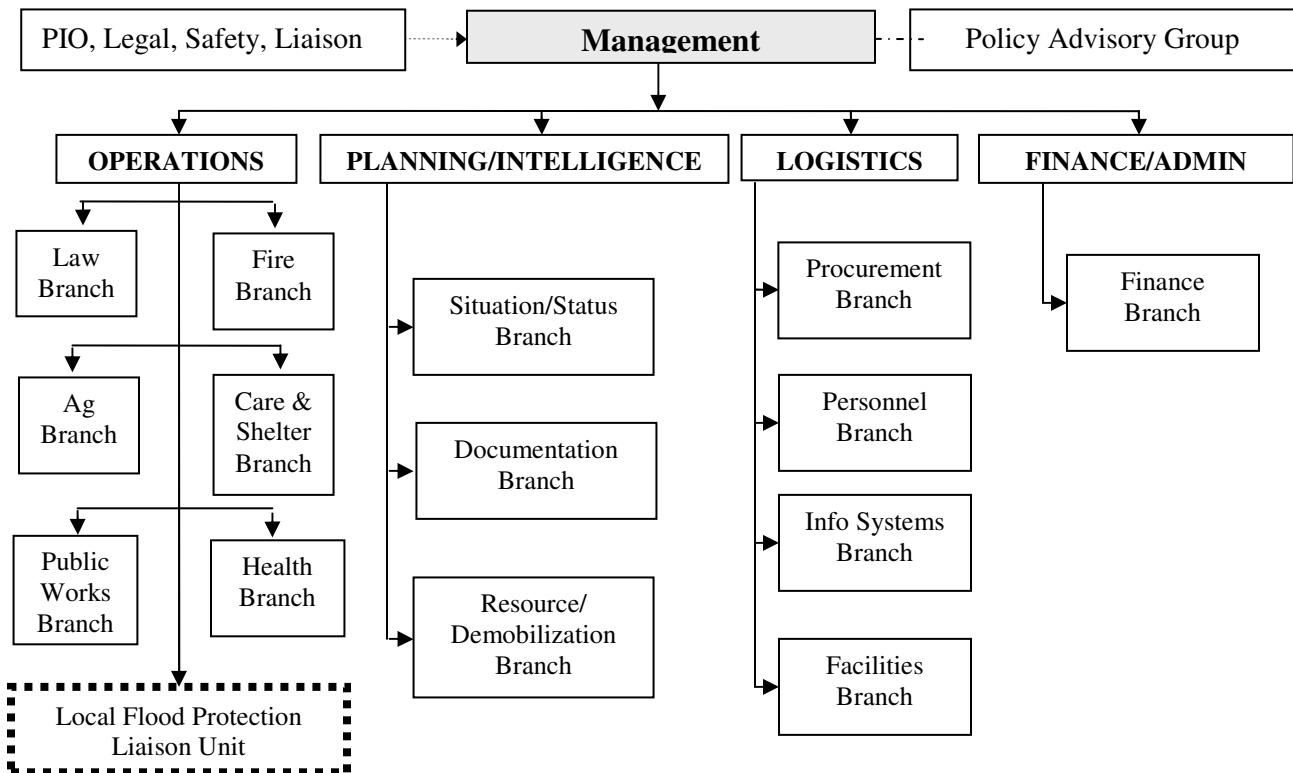 PIO, Legal, Safety, Liaison
Management
Policy Advisory Group
OPERATIONS
PLANNING/INTELLIGENCE
LOGISTICS
FINANCE/ADMIN
Law
Branch
Fire
Branch
Ag
Branch
Care &
Shelter
Branch
Public
Works
Branch
Health
Branch
Local Flood Protection
Liaison Unit
Situation/Status
Branch
Documentation
Branch
Resource/
Demobilization
Branch
Procurement
Branch
Personnel
Branch
Info Systems
Branch
Facilities
Branch
Finance
Branch